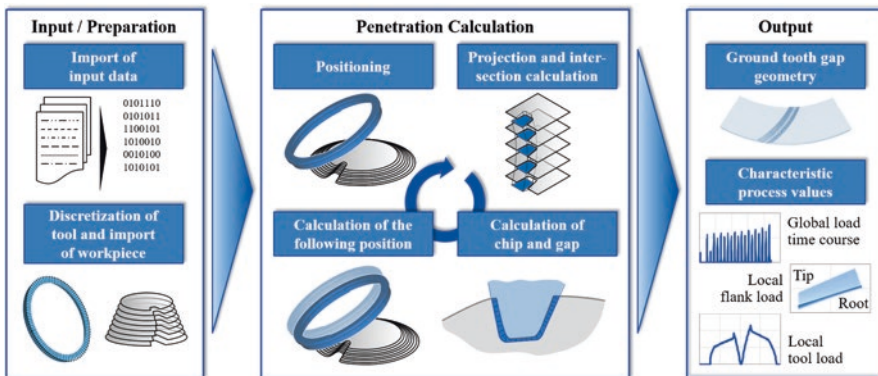 Input / Preparation
Import of
input data
0101110
0101011
1100101
1010010
0010100
1010101
Discretization of
tool and import
of workpiece
Penetration Calculation
Positioning
Projection and inter-
section calculation
Calculation of the
following position
Calculation of
chip and gap
Output
Ground tooth gap
geometry
Characteristic
process values
Global load
time course
Local
flank load
Tip
Root
Local
tool load